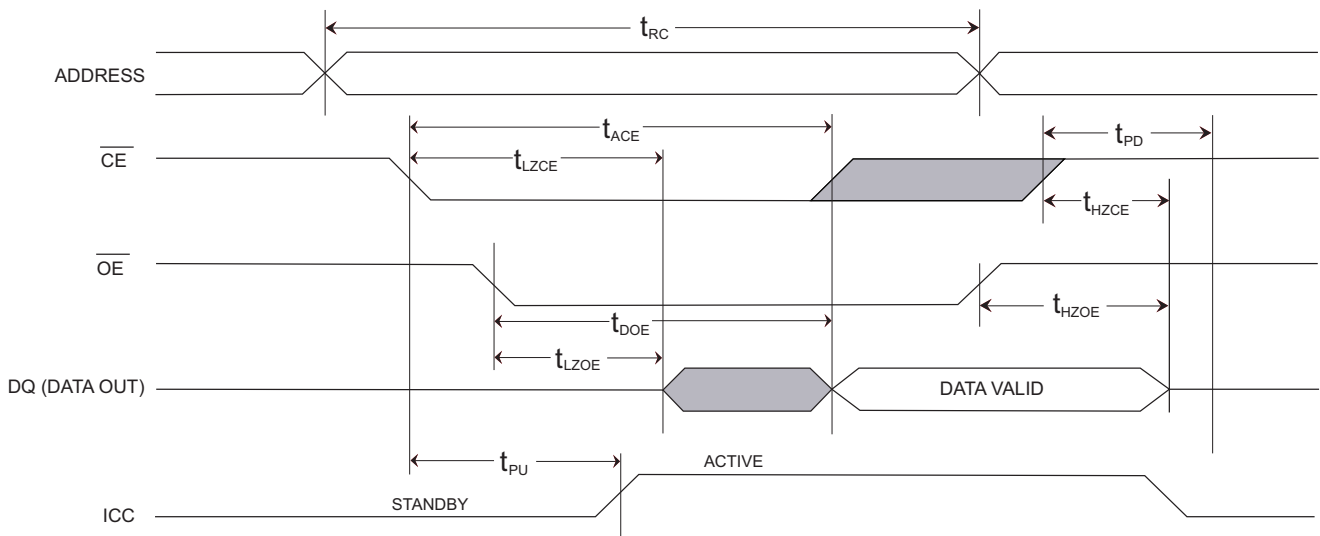 tRC
ADDRESS
tACE
tPD
CE
tLZCE
tHZCE
OE
tHZOE
tDOE
tLZOE
DQ (DATA OUT)
DATA VALID
tPU
ACTIVE
STANDBY
ICC